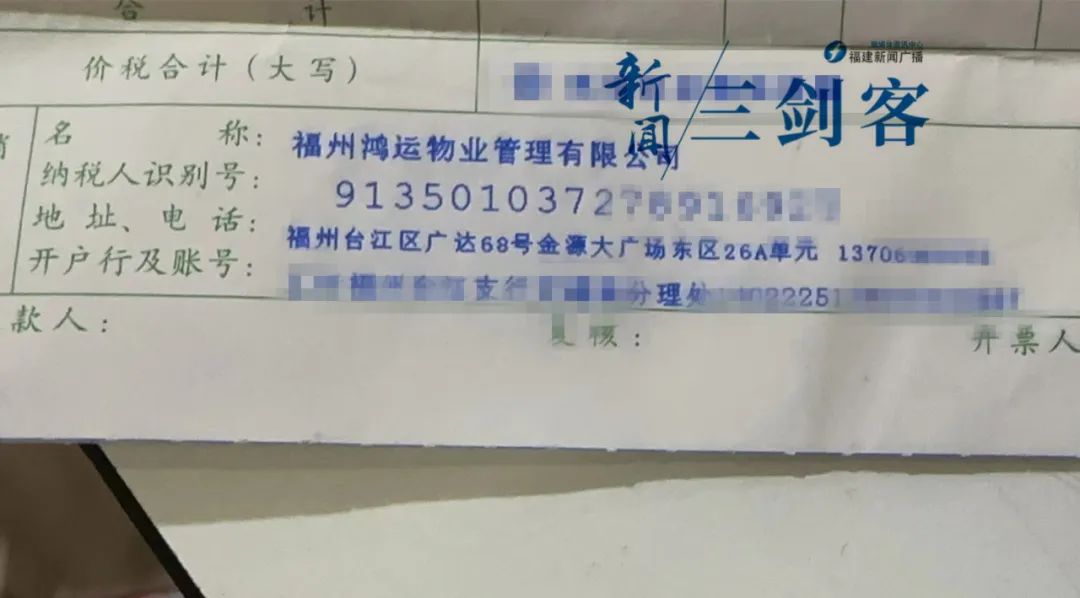 合 计
价税合计(大写)
新闻/三剑客
福建新闻广播
名 称: 福州鸿运物业管理有限公司
纳税人识别号: 9135010372
地址、电话: 福州台江区广达68号金源大广场东区26A单元 13706
开户行及账号: 支行 分理处 14022251
款人:
复核:
开票人